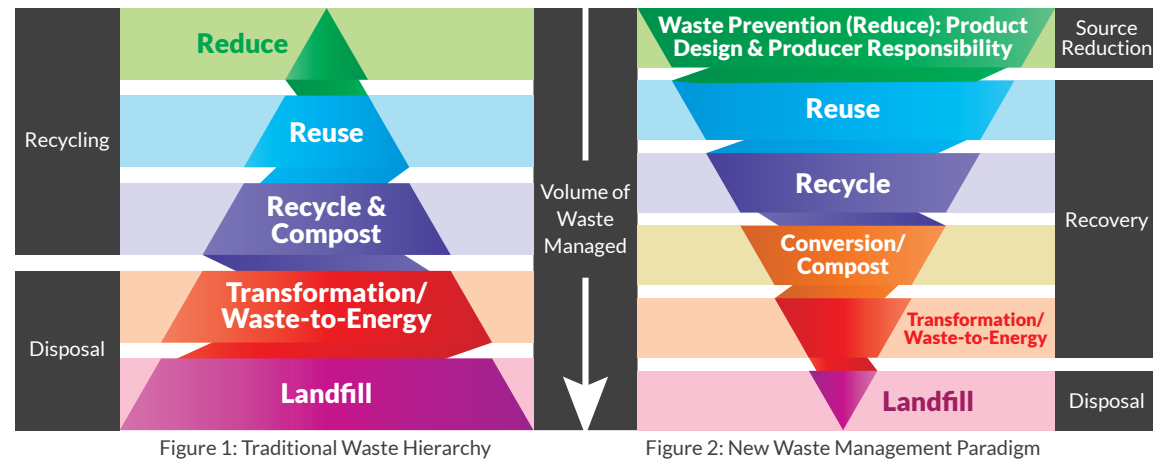 Recycling
Disposal
Reduce
Reuse
Recycle &
Compost
Transformation/
Waste-to-Energy
Landfill
Figure 1: Traditional Waste Hierarchy
Volume of
Waste
Managed
Waste Prevention (Reduce): Product
Design & Producer Responsibility
Reuse
Recycle
Conversion/
Compost
Transformation/
Waste-to-Energy
Landfill
Source
Reduction
Recovery
Disposal
Figure 2: New Waste Management Paradigm